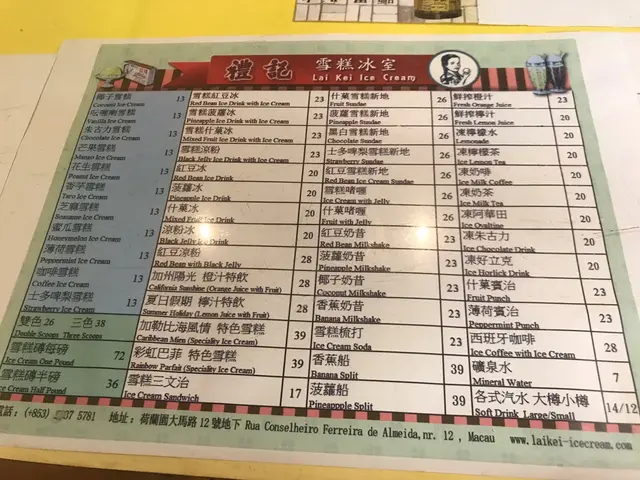 禮記 雪糕冰室
Lai Kei Ice Cream
椰子雪糕 13
Coconut Ice Cream
吃喇喇雪糕 13
Vanilla Ice Cream
朱古力雪糕 13
Chocolate Ice Cream
芒果雪糕 13
Mango Ice Cream
花生雪糕 13
Peanut Ice Cream
香芋雪糕 13
Taro Ice Cream
芝麻雪糕 13
Seasame Ice Cream
蜜瓜雪糕 13
Honeymelon Ice Cream
薄荷雪糕 13
Peppermint Ice Cream
咖啡雪糕 13
Coffee Ice Cream
士多啤梨雪糕 13
Strawberry Ice Cream
雙色 26 三色 38
Double Scoops Three Scoops
雪糕磚每磅 72
Ice Cream One Pound
雪糕磚半磅 36
Ice Cream Half Pound
雪糕紅豆冰 23
Red Bean Ice Drink with Ice Cream
雪糕菠蘿冰 23
Pineapple Ice Drink with Ice Cream
雪糕什菓冰 23
Mixed Fruit Ice Drink with Ice Cream
雪糕涼粉 23
Black Jelly Ice Drink with Ice Cream
紅豆冰 20
Red Bean Ice Drink
菠蘿冰 20
Pineapple Ice Drink
什菓冰 20
Mixed Fruit Ice Drink
涼粉冰 20
Black Jelly Ice Drink
紅豆涼粉 28
Red Bean with Black Jelly
加州陽光 橙汁特飲 28
California Sunshine (Orange Juice with Fruit)
夏日假期 檸汁特飲 28
Summer Holiday (Lemon Juice with Fruit)
加勒比海風情 特色雪糕 39
Caribbean Mien (Speciality Ice Cream)
彩虹巴菲 特色雪糕 39
Rainbow Parfait (Speciality Ice Cream)
雪糕三文治 17
Ice Cream Sandwich
什菓雪糕新地 26
Fruit Sundae
菠蘿雪糕新地 26
Pineapple Sundae
黑白雪糕新地 26
Chocolate Sundae
士多啤梨雪糕新地 26
Strawberry Sundae
紅豆雪糕新地 26
Red Bean Ice Cream Sundae
雪糕啫喱 26
Ice Cream with Jelly
什菓啫喱 26
Fruit with Jelly
紅豆奶昔 23
Red Bean Milkshake
菠蘿奶昔 23
Pineapple Milkshake
椰子奶昔 23
Coconut Milkshake
香蕉奶昔 23
Banana Milkshake
雪糕梳打 23
Ice Cream Soda
香蕉船 39
Banana Split
菠蘿船 39
Pineapple Split
鮮搾橙汁 23
Fresh Orange Juice
鮮搾檸汁 20
Fresh Lemon Juice
凍檸檬水 20
Lemonade
凍檸檬茶 20
Ice Lemon Tea
凍奶啡 20
Ice Milk Coffee
凍奶茶 20
Ice Milk Tea
凍阿華田 20
Ice Ovaltine
凍朱古力 20
Ice Chocolate Drink
凍好立克 20
Ice Horlick Drink
什菓賓治 23
Fruit Punch
薄荷賓治 23
Peppermint Punch
西班牙咖啡 28
Ice Coffee with Ice Cream
礦泉水 7
Mineral Water
各式汽水 大樽小樽 14/12
Soft Drink Large/Small
電話：(+853) 37 5781 地址：荷蘭園大馬路12號地下 Rua Conselheiro Ferreira de Almeida,nr. 12 , Macau www.laikei-icecream.com